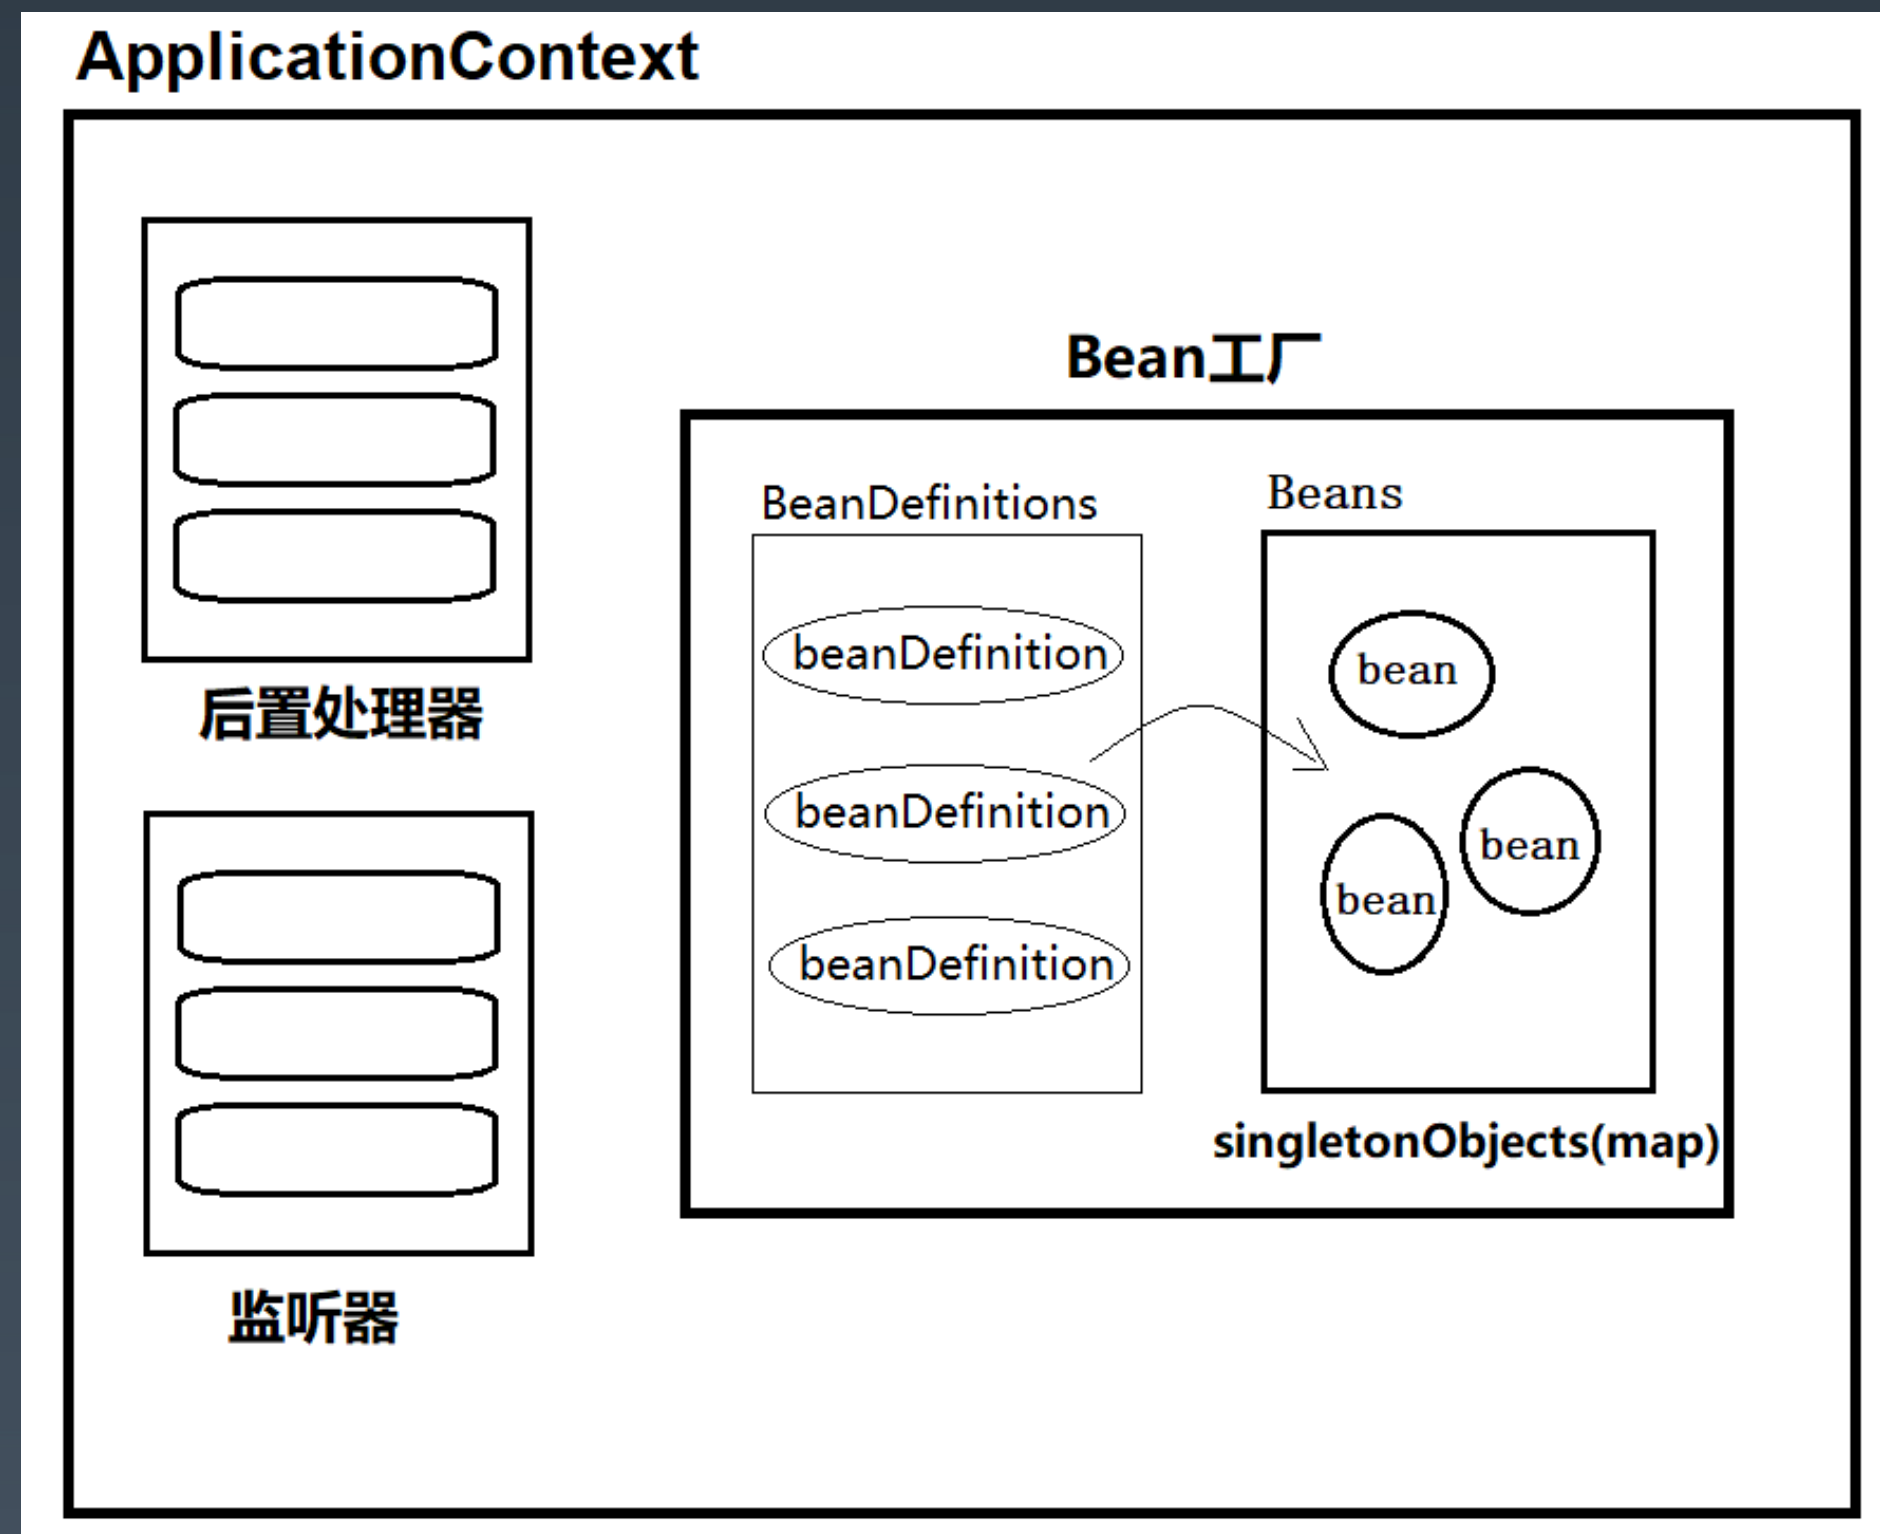 ApplicationContext
后置处理器
监听器
Bean工厂
BeanDefinitions
beanDefinition
beanDefinition
beanDefinition
Beans
bean
bean
bean
singletonObjects(map)